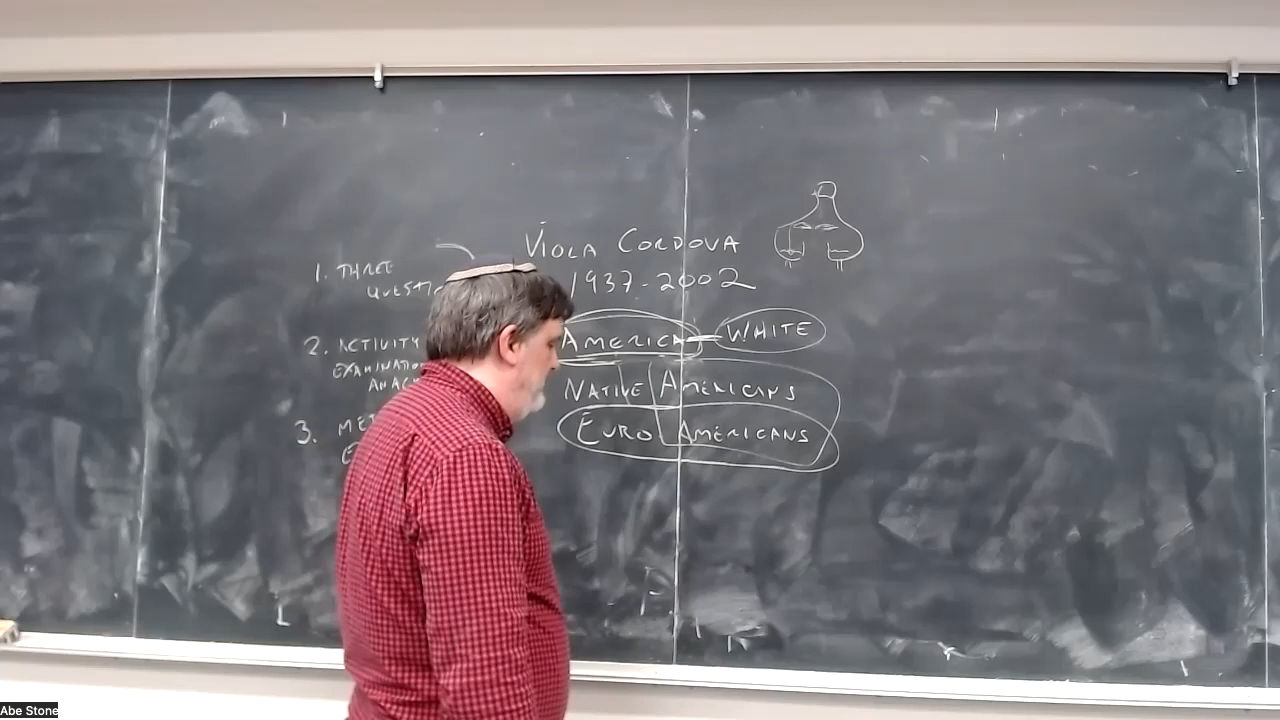 VIOLA CORDOVA
1937-2002
1. THREE
2. ACTIVITY
3.
AMERICA WHITE
NATIVE AMERICANS
EURO AMERICANS
Abe Stone